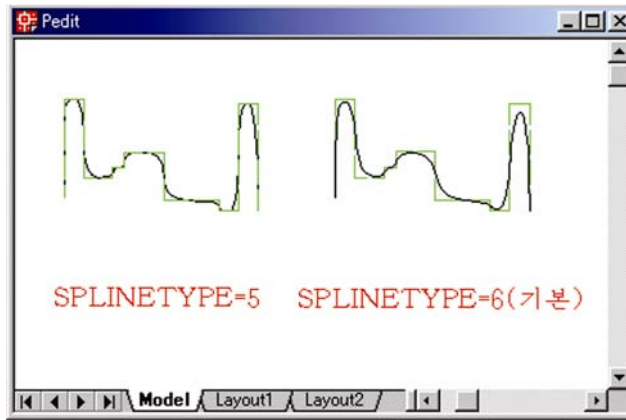 Pedit
SPLINETYPE=5
SPLINETYPE=6(기본)
Model
Layout1
Layout2